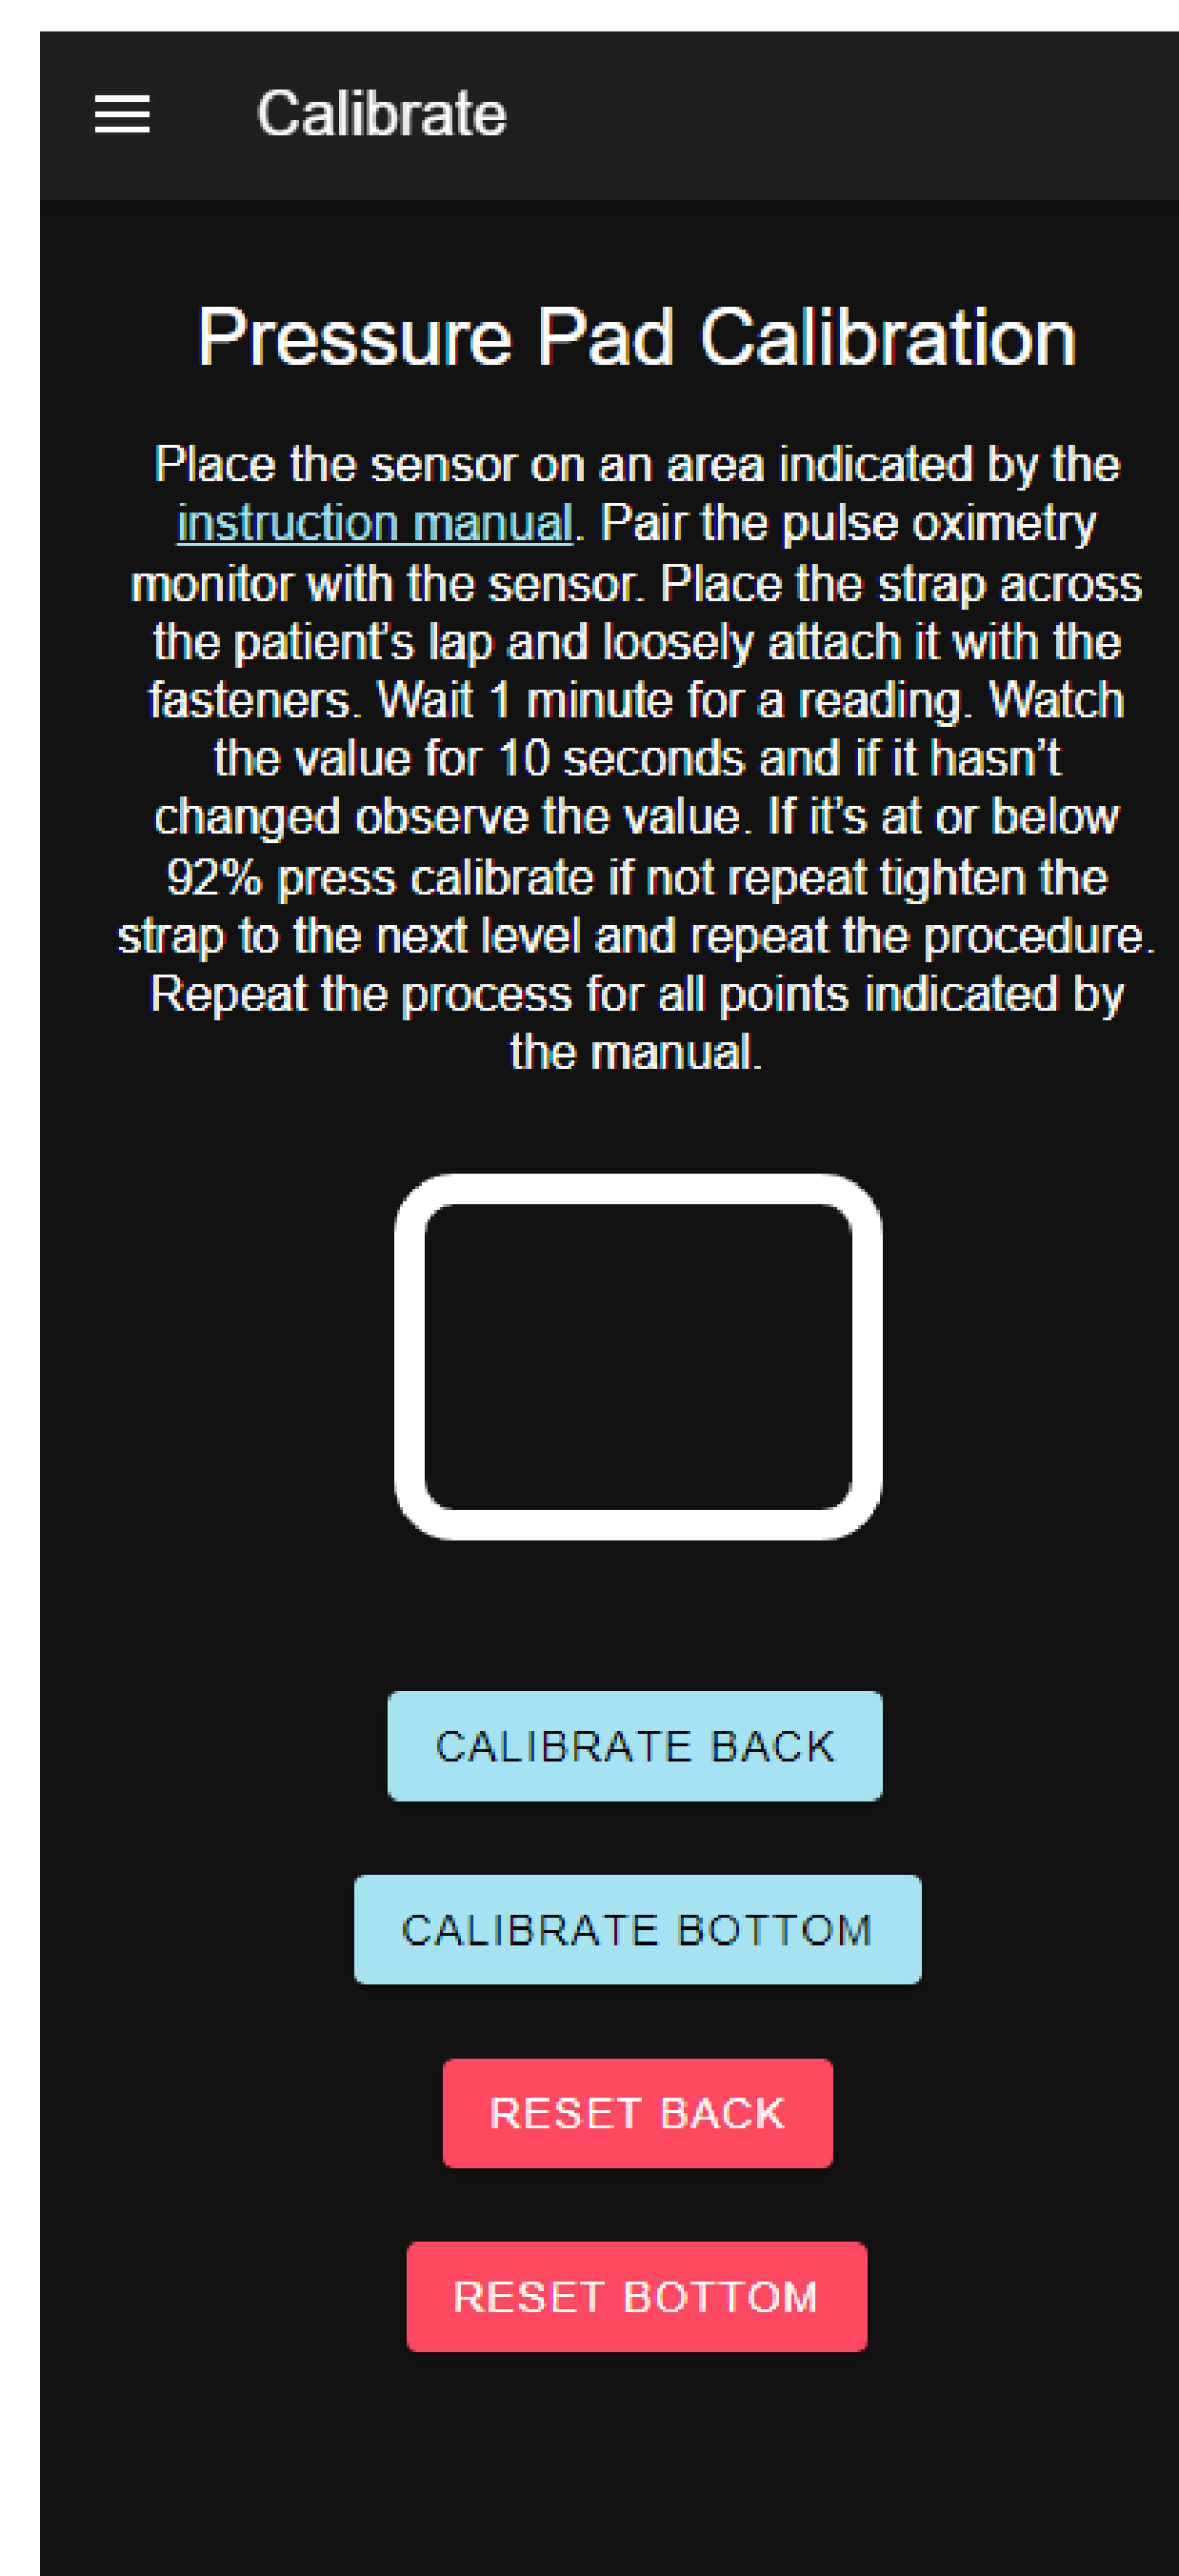 Calibrate
Pressure Pad Calibration
Place the sensor on an area indicated by the
instruction manual. Pair the pulse oximetry
monitor with the sensor. Place the strap across
the patient’s lap and loosely attach it with the
fasteners. Wait 1 minute for a reading. Watch
the value for 10 seconds and if it hasn’t
changed observe the value. If it’s at or below
92% press calibrate if not repeat tighten the
strap to the next level and repeat the procedure.
Repeat the process for all points indicated by
the manual.
CALIBRATE BACK
CALIBRATE BOTTOM
RESET BACK
RESET BOTTOM